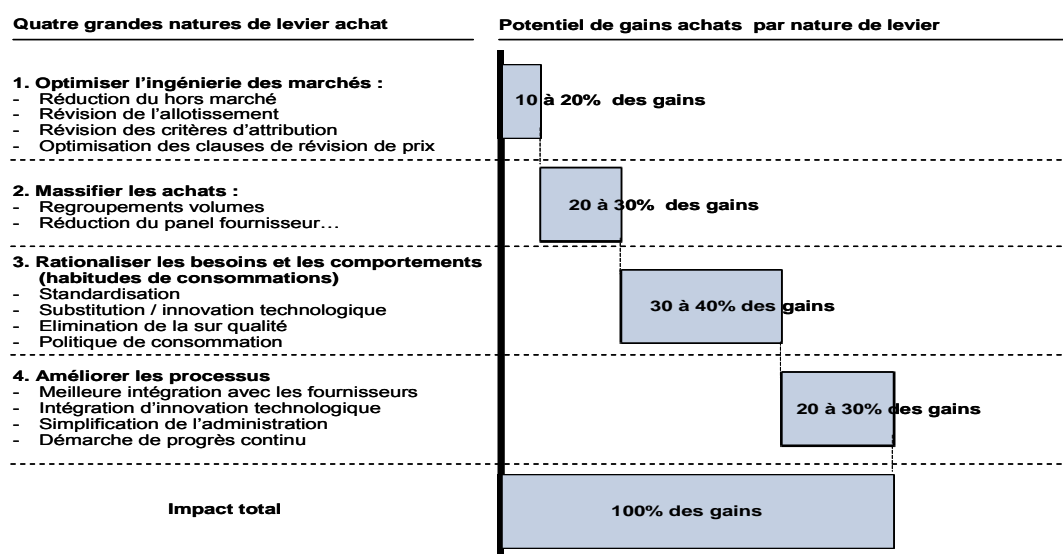 Quatre grandes natures de levier achat
Potentiel de gains achats par nature de levier
1. Optimiser l'ingénierie des marchés :
- Réduction du hors marché
- Révision de l'allotissement
- Révision des critères d'attribution
- Optimisation des clauses de révision de prix
10 à 20% des gains
2. Massifier les achats :
- Regroupements volumes
- Réduction du panel fournisseur…
20 à 30% des gains
3. Rationaliser les besoins et les comportements
(habitudes de consommations)
- Standardisation
- Substitution / innovation technologique
- Elimination de la sur qualité
- Politique de consommation
30 à 40% des gains
4. Améliorer les processus
- Meilleure intégration avec les fournisseurs
- Intégration d'innovation technologique
- Simplification de l'administration
- Démarche de progrès continu
20 à 30% des gains
Impact total
100% des gains